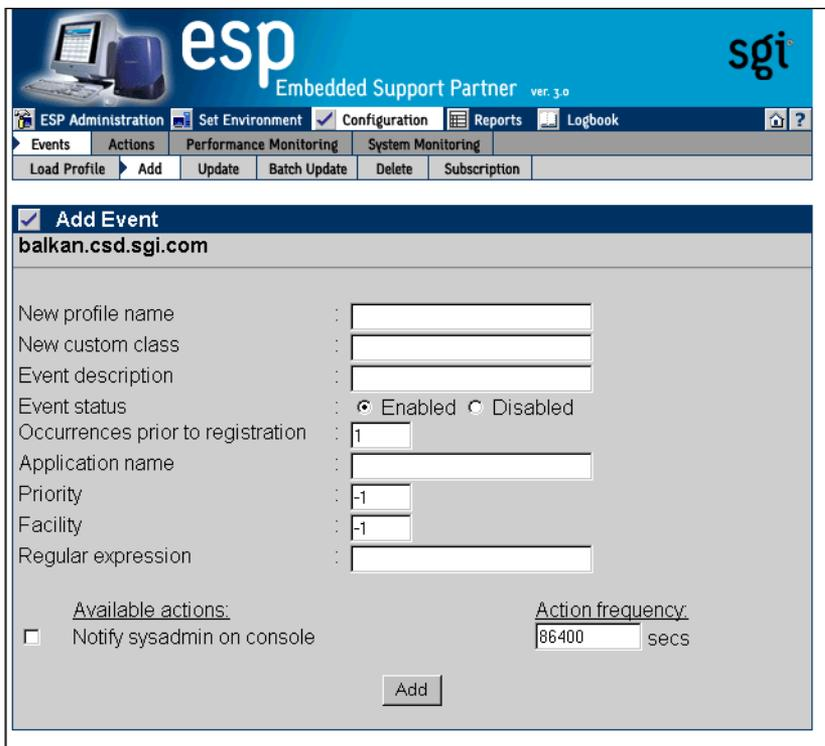 esp
sgi
Embedded Support Partner ver. 3.0
ESP Administration Set Environment Configuration Reports Logbook ?
Events Actions Performance Monitoring System Monitoring
Load Profile Add Update Batch Update Delete Subscription
Add Event
balkan.csd.sgi.com
New profile name :
New custom class :
Event description :
Event status : Enabled Disabled
Occurrences prior to registration : 1
Application name :
Priority : -1
Facility : -1
Regular expression :
Available actions: Action frequency:
Notify sysadmin on console 86400 secs
Add